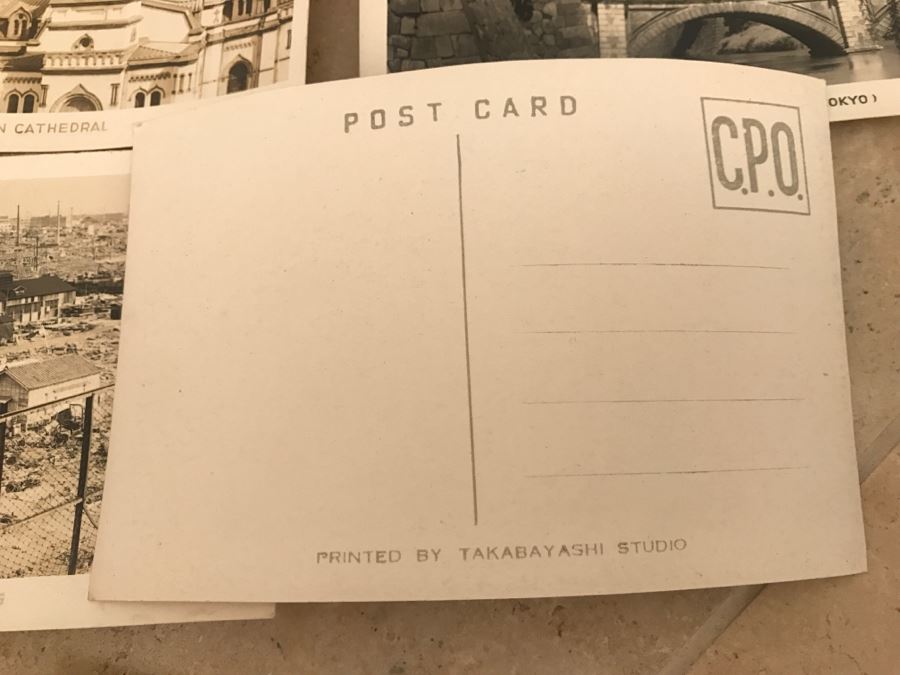 N CATHEDRAL
OKYO )
POST CARD
C.P.O.
PRINTED BY TAKABAYASHI STUDIO
G